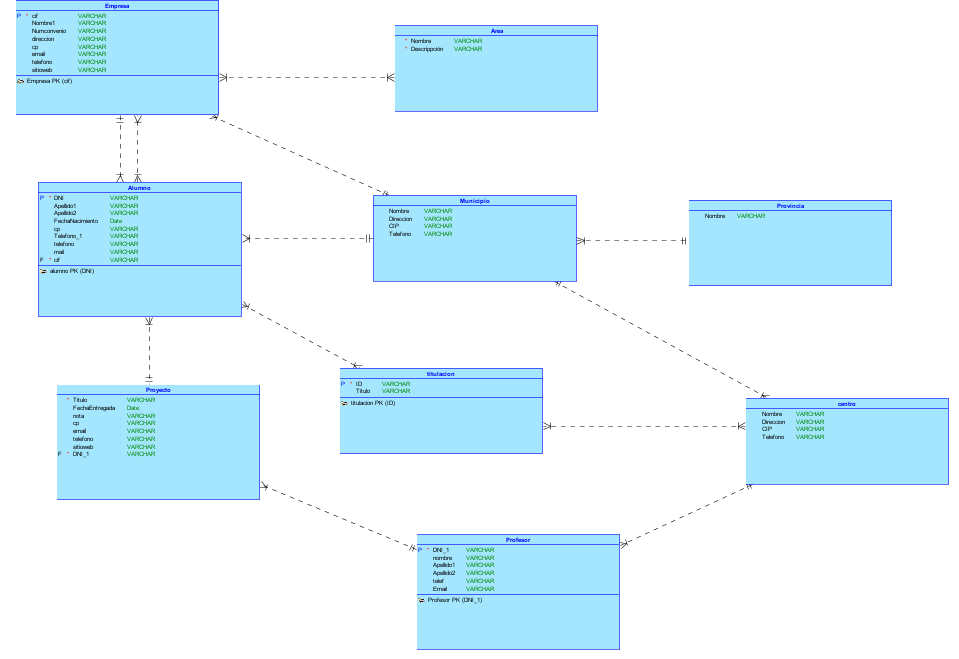 Empresa
P * cif VARCHAR
Nombre1 VARCHAR
Numconvenio VARCHAR
direccion VARCHAR
cp VARCHAR
email VARCHAR
telefono VARCHAR
sitioweb VARCHAR
Empresa PK (cif)
Area
* Nombre VARCHAR
* Descrippción VARCHAR
Alumno
P * DNI VARCHAR
Apellido1 VARCHAR
Apellido2 VARCHAR
FechaNacimiento Date
cp VARCHAR
Telefono_1 VARCHAR
telefono VARCHAR
mail VARCHAR
F * cif VARCHAR
alumno PK (DNI)
Municipio
Nombre VARCHAR
Direccion VARCHAR
CIP VARCHAR
Telefono VARCHAR
Provincia
Nombre VARCHAR
Proyecto
* Titulo VARCHAR
FechaEntregada Date
nota VARCHAR
cp VARCHAR
email VARCHAR
telefono VARCHAR
sitioweb VARCHAR
F * DNI_1 VARCHAR
titulacion
P * ID VARCHAR
Titulo VARCHAR
titulacion PK (ID)
centro
Nombre VARCHAR
Direccion VARCHAR
CIP VARCHAR
Telefono VARCHAR
Profesor
P * DNI_1 VARCHAR
nombre VARCHAR
Apellido1 VARCHAR
Apellido2 VARCHAR
telef VARCHAR
Email VARCHAR
Profesor PK (DNI_1)